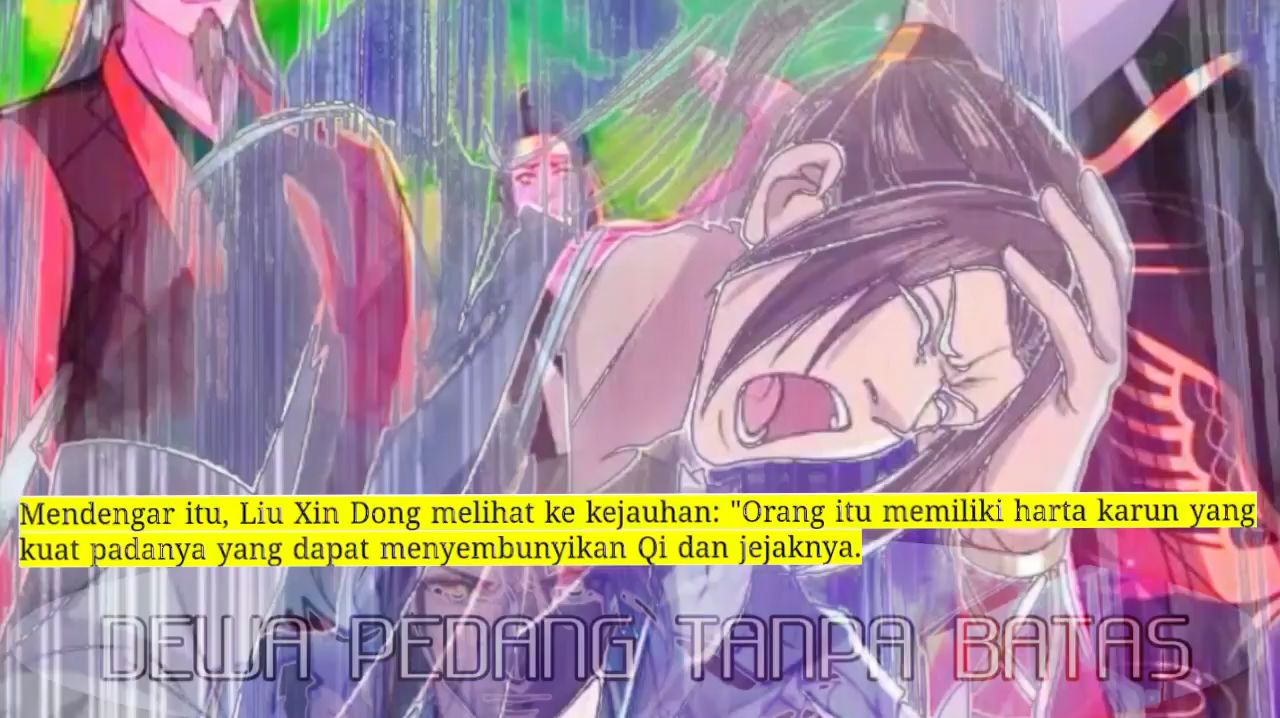 Mendengar itu, Liu Xin Dong melihat ke kejauhan: "Orang itu memiliki harta karun yang
kuat padanya yang dapat menyembunyikan Qi dan jejaknya.
DEWA PEDANG TANPA BATAS